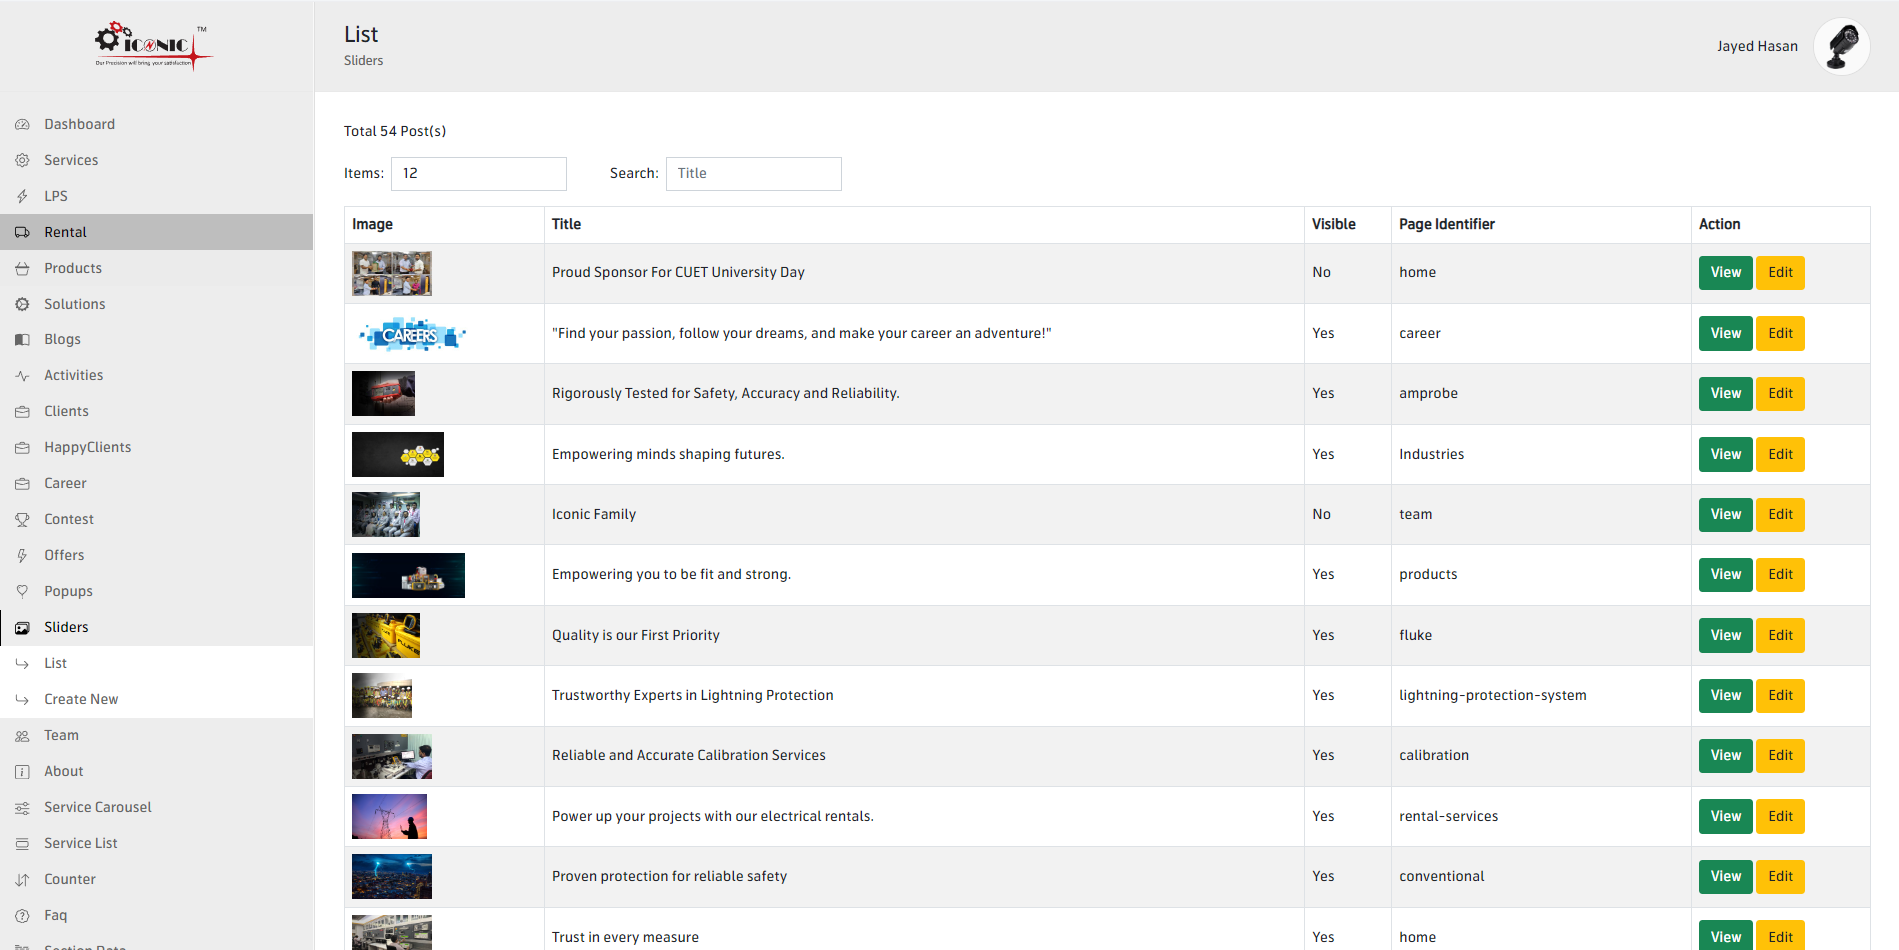 ICONIC TM
Our Precision will bring your satisfaction
List
Sliders
Jayed Hasan
Dashboard
Services
LPS
Rental
Products
Solutions
Blogs
Activities
Clients
HappyClients
Career
Contest
Offers
Popups
Sliders
List
Create New
Team
About
Service Carousel
Service List
Counter
Faq
Section Data
Total 54 Post(s)
Items: 12 Search: Title
Image Title Visible Page Identifier Action
Proud Sponsor For CUET University Day No home View Edit
CAREERS "Find your passion, follow your dreams, and make your career an adventure!" Yes career View Edit
Rigorously Tested for Safety, Accuracy and Reliability. Yes amprobe View Edit
Empowering minds shaping futures. Yes Industries View Edit
Iconic Family No team View Edit
Empowering you to be fit and strong. Yes products View Edit
FLUKE Quality is our First Priority Yes fluke View Edit
Trustworthy Experts in Lightning Protection Yes lightning-protection-system View Edit
Reliable and Accurate Calibration Services Yes calibration View Edit
Power up your projects with our electrical rentals. Yes rental-services View Edit
Proven protection for reliable safety Yes conventional View Edit
Trust in every measure Yes home View Edit